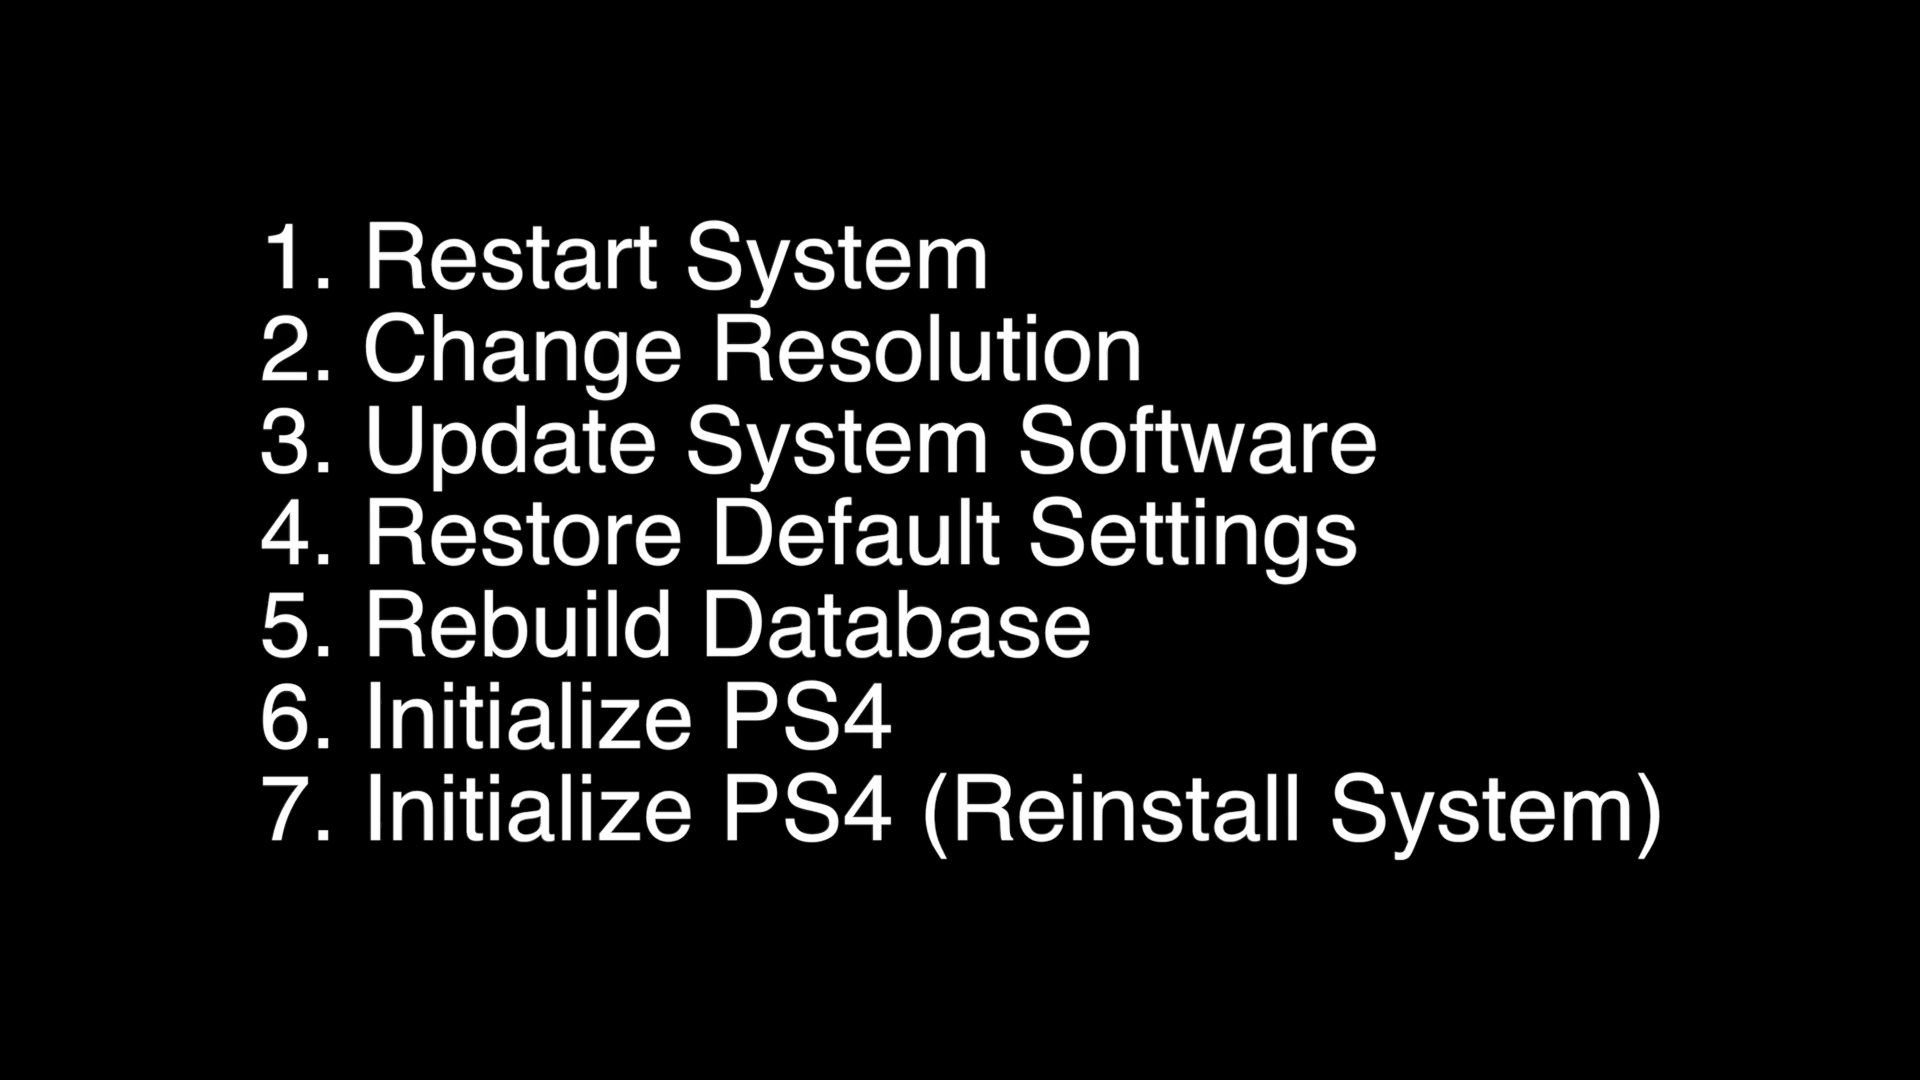 1. Restart System
2. Change Resolution
3. Update System Software
4. Restore Default Settings
5. Rebuild Database
6. Initialize PS4
7. Initialize PS4 (Reinstall System)